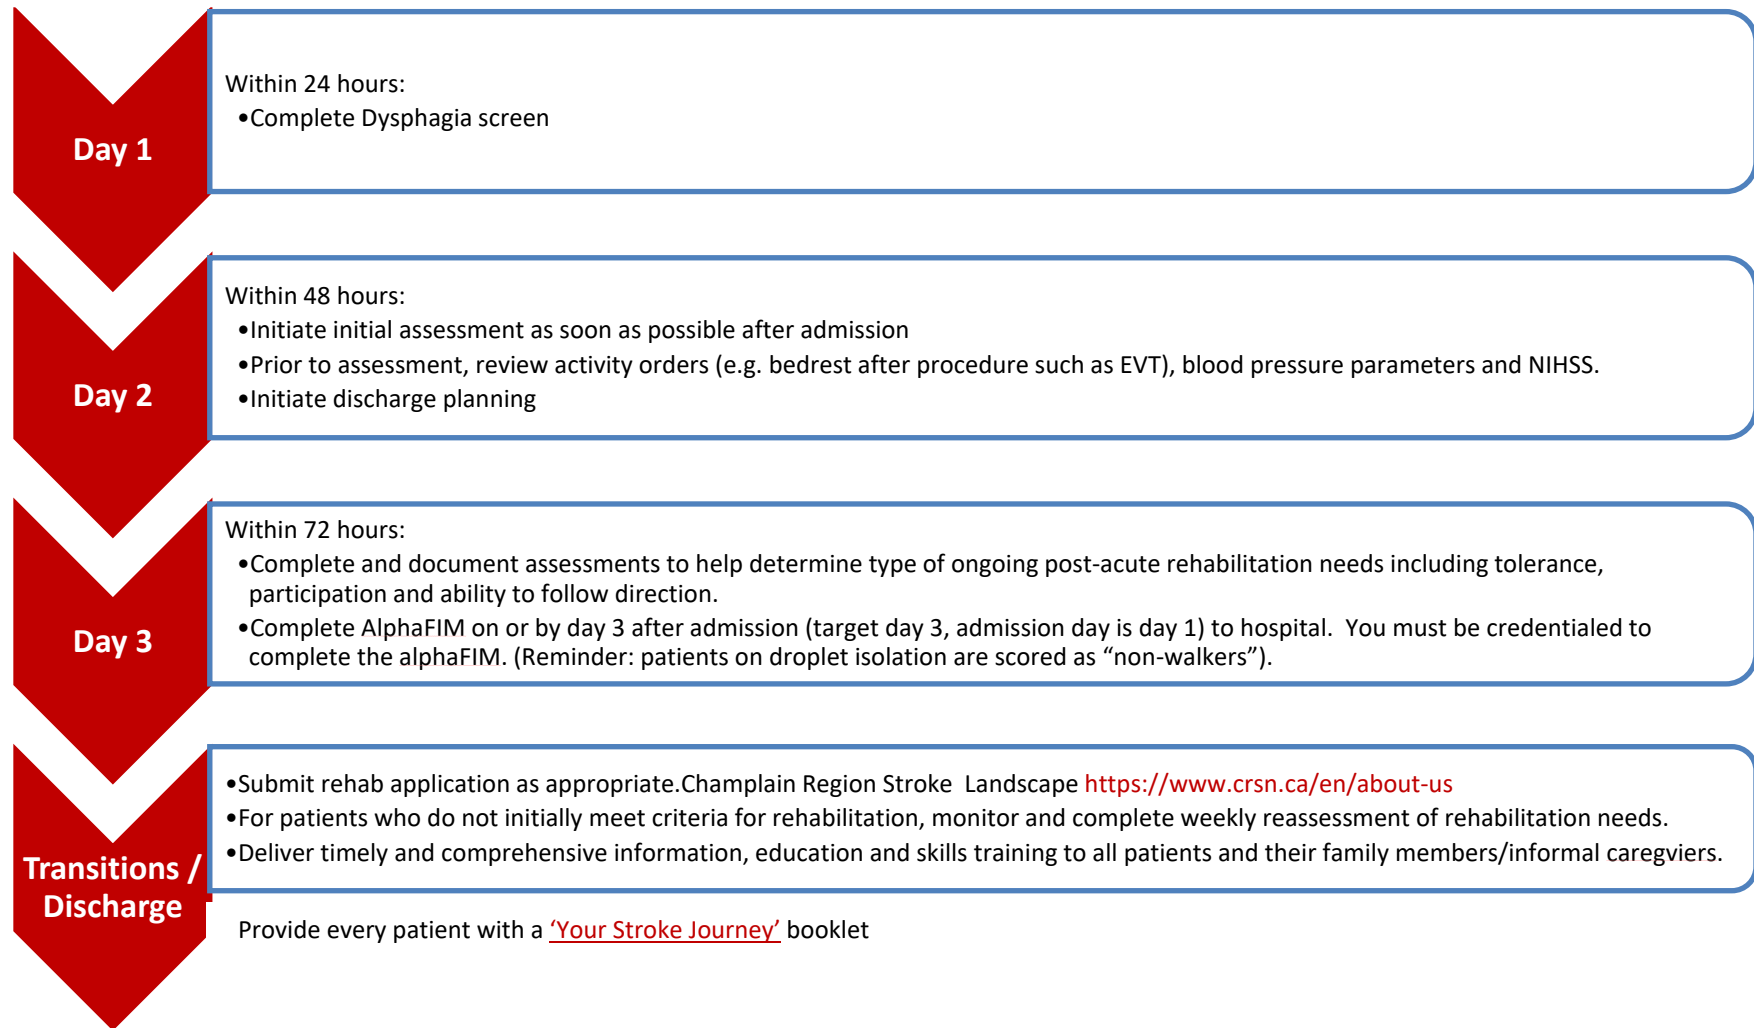 Day 1
Within 24 hours:
•Complete Dysphagia screen
Day 2
Within 48 hours:
•Initiate initial assessment as soon as possible after admission
•Prior to assessment, review activity orders (e.g. bedrest after procedure such as EVT), blood pressure parameters and NIHSS.
•Initiate discharge planning
Day 3
Within 72 hours:
•Complete and document assessments to help determine type of ongoing post-acute rehabilitation needs including tolerance,
participation and ability to follow direction.
•Complete AlphaFIM on or by day 3 after admission (target day 3, admission day is day 1) to hospital.  You must be credentialed to
complete the alphaFIM. (Reminder: patients on droplet isolation are scored as “non-walkers”).
Transitions /
Discharge
•Submit rehab application as appropriate.Champlain Region Stroke  Landscape https://www.crsn.ca/en/about-us
•For patients who do not initially meet criteria for rehabilitation, monitor and complete weekly reassessment of rehabilitation needs.
•Deliver timely and comprehensive information, education and skills training to all patients and their family members/informal caregviers.
Provide every patient with a ‘Your Stroke Journey’ booklet